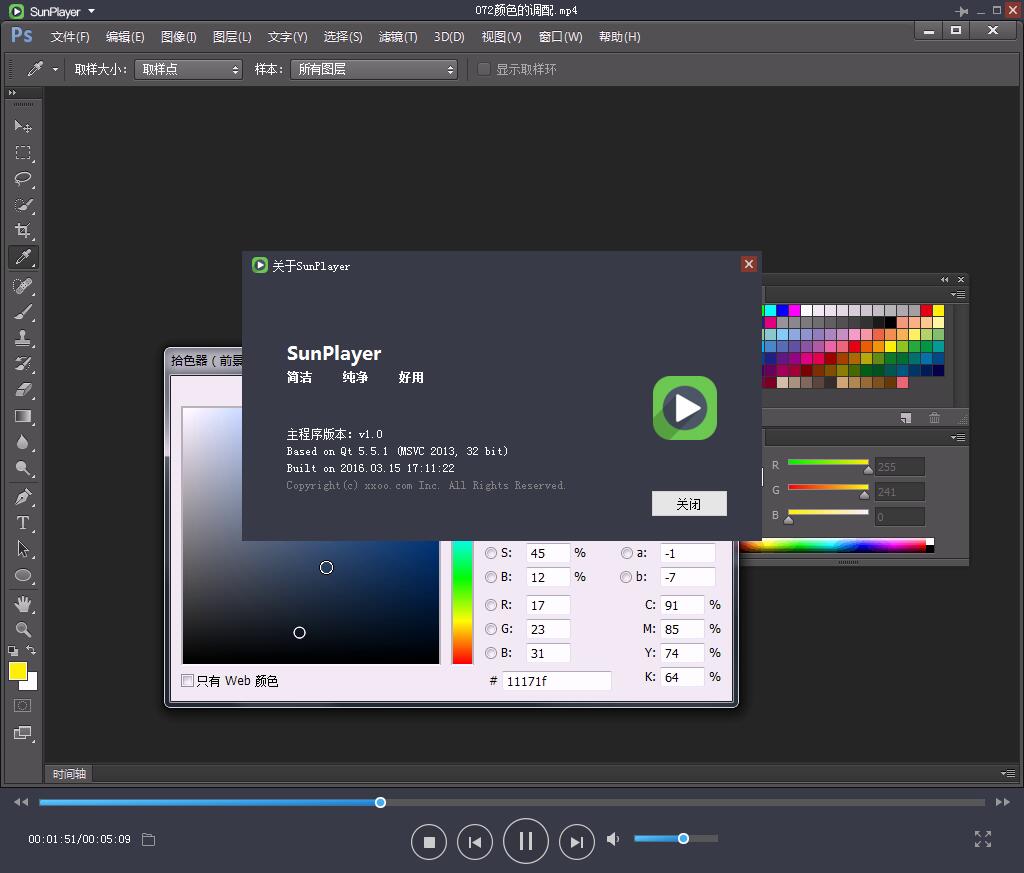 SunPlayer
072颜色的调配.mp4
Ps 文件(F) 编辑(E) 图像(I) 图层(L) 文字(Y) 选择(S) 滤镜(T) 3D(D) 视图(V) 窗口(W) 帮助(H)
取样大小: 取样点 样本: 所有图层 显示取样环
关于SunPlayer
SunPlayer
简洁 纯净 好用
主程序版本: v1.0
Based on Qt 5.5.1 (MSVC 2013, 32 bit)
Built on 2016.03.15 17:11:22
Copyright(c) xxoo.com Inc. All Rights Reserved.
关闭
拾色器 (前景
R 255
G 241
B 0
S: 45 % a: -1
B: 12 % b: -7
R: 17 C: 91 %
G: 23 M: 85 %
B: 31 Y: 74 %
# 11171f K: 64 %
只有 Web 颜色
T
时间轴
00:01:51/00:05:09